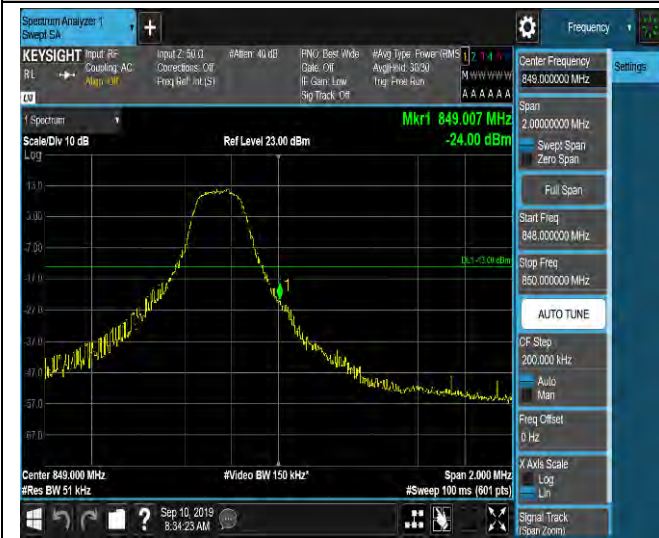 Spectrum Analyzer 1
Swept SA
+
Frequency
KEYSIGHT
Input: RF
Input Z: 50 Ω
#Atten: 40 dB
PNO: Best Wide
#Avg Type: Power (RMS
1 2 3 4 5 6
RL
Coupling: AC
Corrections: Off
Gate: Off
Avg|Hold: 30/30
M W W W W W
Align: Off
Freq Ref: Int (S)
IF Gain: Low
Trig: Free Run
Sig Track: Off
A A A A A A
LXI
1 Spectrum
Mkr1 849.007 MHz
Scale/Div 10 dB
Ref Level 23.00 dBm
-24.00 dBm
Log
13.0
3.00
-7.00
DL1 -13.00 dBm
-17.0
1
-27.0
-37.0
-47.0
-57.0
-67.0
Center 849.000 MHz
#Video BW 150 kHz*
Span 2.000 MHz
#Res BW 51 kHz
#Sweep 100 ms (601 pts)
Sep 10, 2019
8:34:23 AM
?
Center Frequency
849.000000 MHz
Settings
Span
2.00000000 MHz
Swept Span
Zero Span
Full Span
Start Freq
848.000000 MHz
Stop Freq
850.000000 MHz
AUTO TUNE
CF Step
200.000 kHz
Auto
Man
Freq Offset
0 Hz
X Axis Scale
Log
Lin
Signal Track
(Span Zoom)